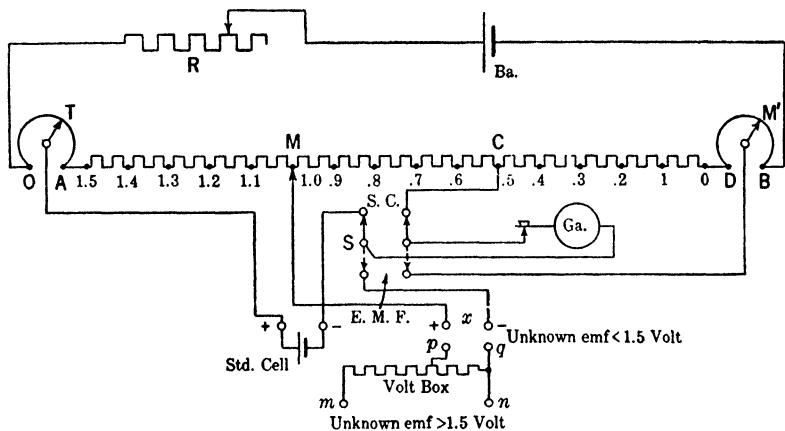 R
Ba.
T
M
C
M'
O A 1.5 1.4 1.3 1.2 1.1 1.0 .9 .8 .7 .6 .5 .4 .3 .2 .1 0 D B
S. C.
S
Ga.
E. M. F.
+ -
Std. Cell
+ x -
Unknown emf < 1.5 Volt
p q
Volt Box
m n
Unknown emf > 1.5 Volt